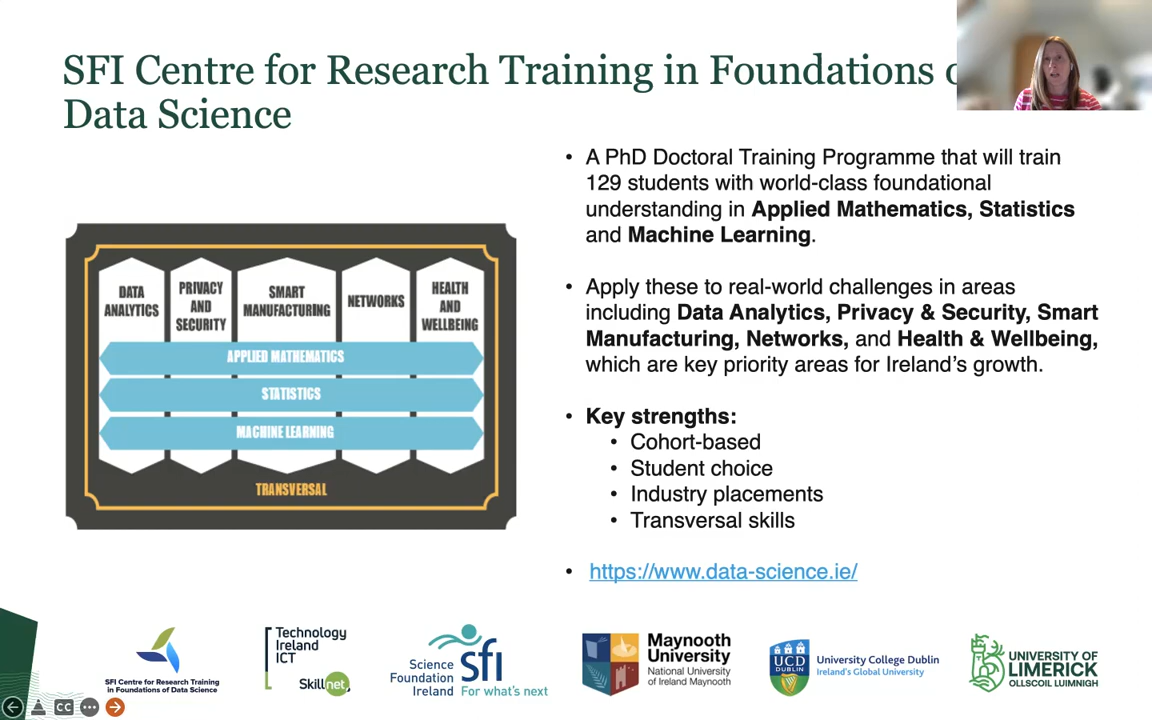 SFI Centre for Research Training in Foundations
Data Science
• A PhD Doctoral Training Programme that will train
129 students with world-class foundational
understanding in Applied Mathematics, Statistics
and Machine Learning.
• Apply these to real-world challenges in areas
including Data Analytics, Privacy & Security, Smart
Manufacturing, Networks, and Health & Wellbeing,
which are key priority areas for Ireland's growth.
• Key strengths:
• Cohort-based
• Student choice
• Industry placements
• Transversal skills
• https://www.data-science.ie/
DATA
ANALYTICS
PRIVACY
AND
SECURITY
SMART
MANUFACTURING
NETWORKS
HEALTH
AND
WELLBEING
APPLIED MATHEMATICS
STATISTICS
MACHINE LEARNING
TRANSVERSAL
SFI Centre for Research Training
in Foundations of Data Science
Technology
Ireland
ICT
Skillnet
Science
Foundation
Ireland
sfi
For what's next
Maynooth
University
National University
of Ireland Maynooth
UCD
DUBLIN
University College Dublin
Ireland's Global University
UNIVERSITY OF
LIMERICK
OLLSCOIL LUIMNIGH
CC